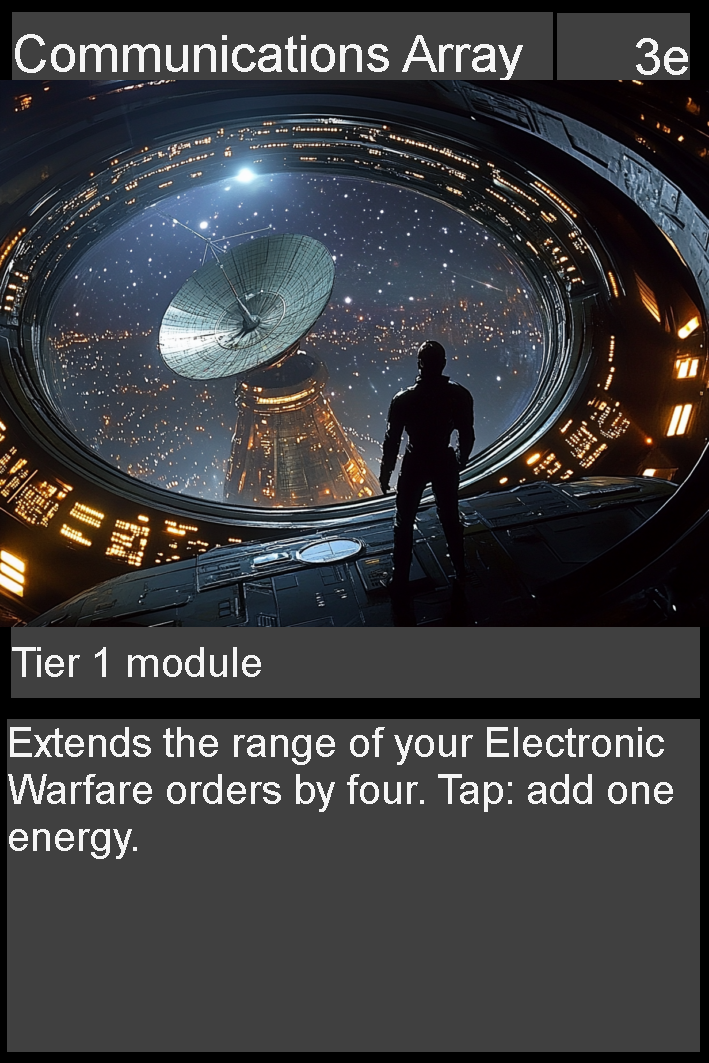 Communications Array 3e
Tier 1 module
Extends the range of your Electronic
Warfare orders by four. Tap: add one
energy.